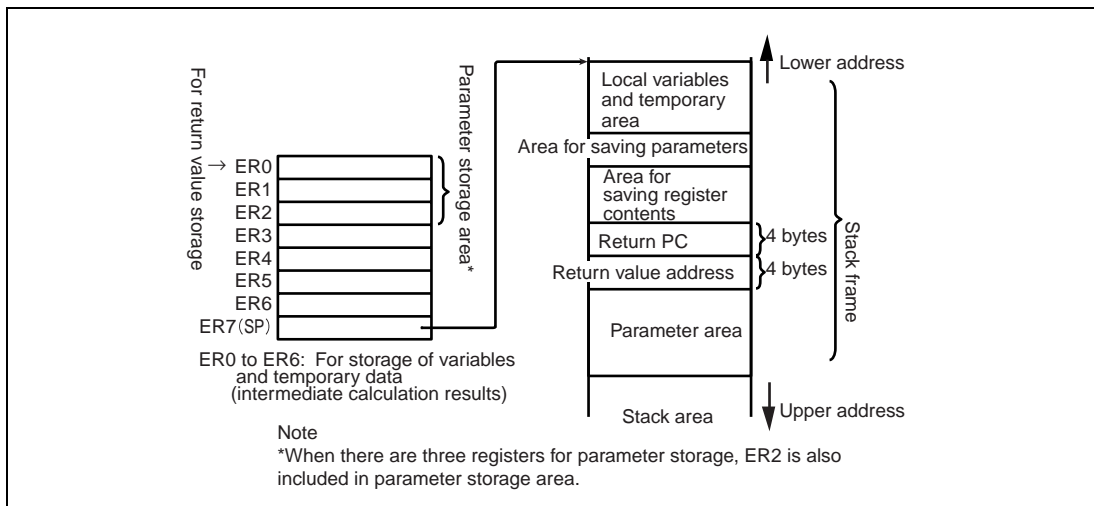 For return value storage
→ ER0
ER1
ER2
ER3
ER4
ER5
ER6
ER7(SP)
Parameter storage area*
ER0 to ER6: For storage of variables
and temporary data
(intermediate calculation results)
Lower address
Local variables
and temporary
area
Area for saving parameters
Area for
saving register
contents
Return PC
4 bytes
Return value address
4 bytes
Parameter area
Stack frame
Stack area
Upper address
Note
*When there are three registers for parameter storage, ER2 is also
included in parameter storage area.